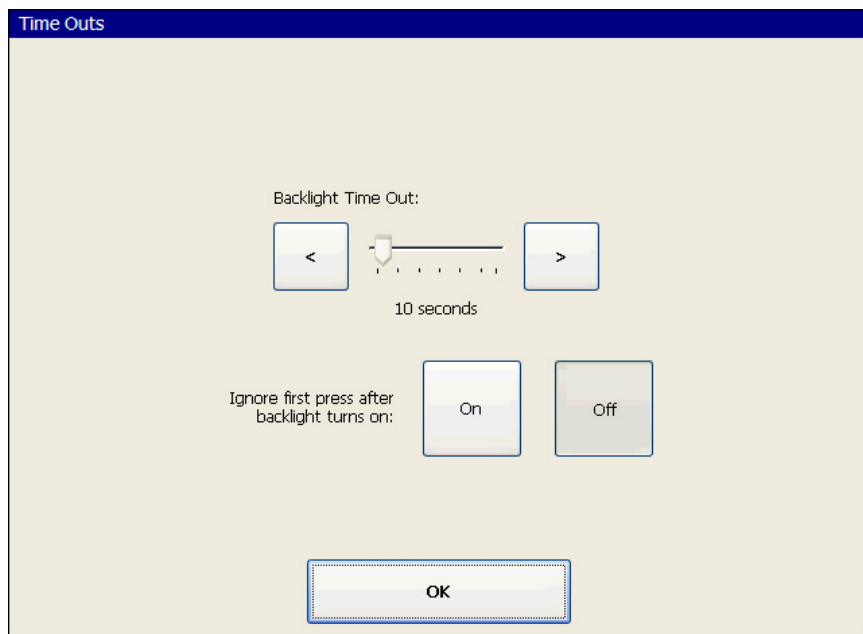 Time Outs
Backlight Time Out:
<
>
10 seconds
Ignore first press after
backlight turns on:
On
Off
OK